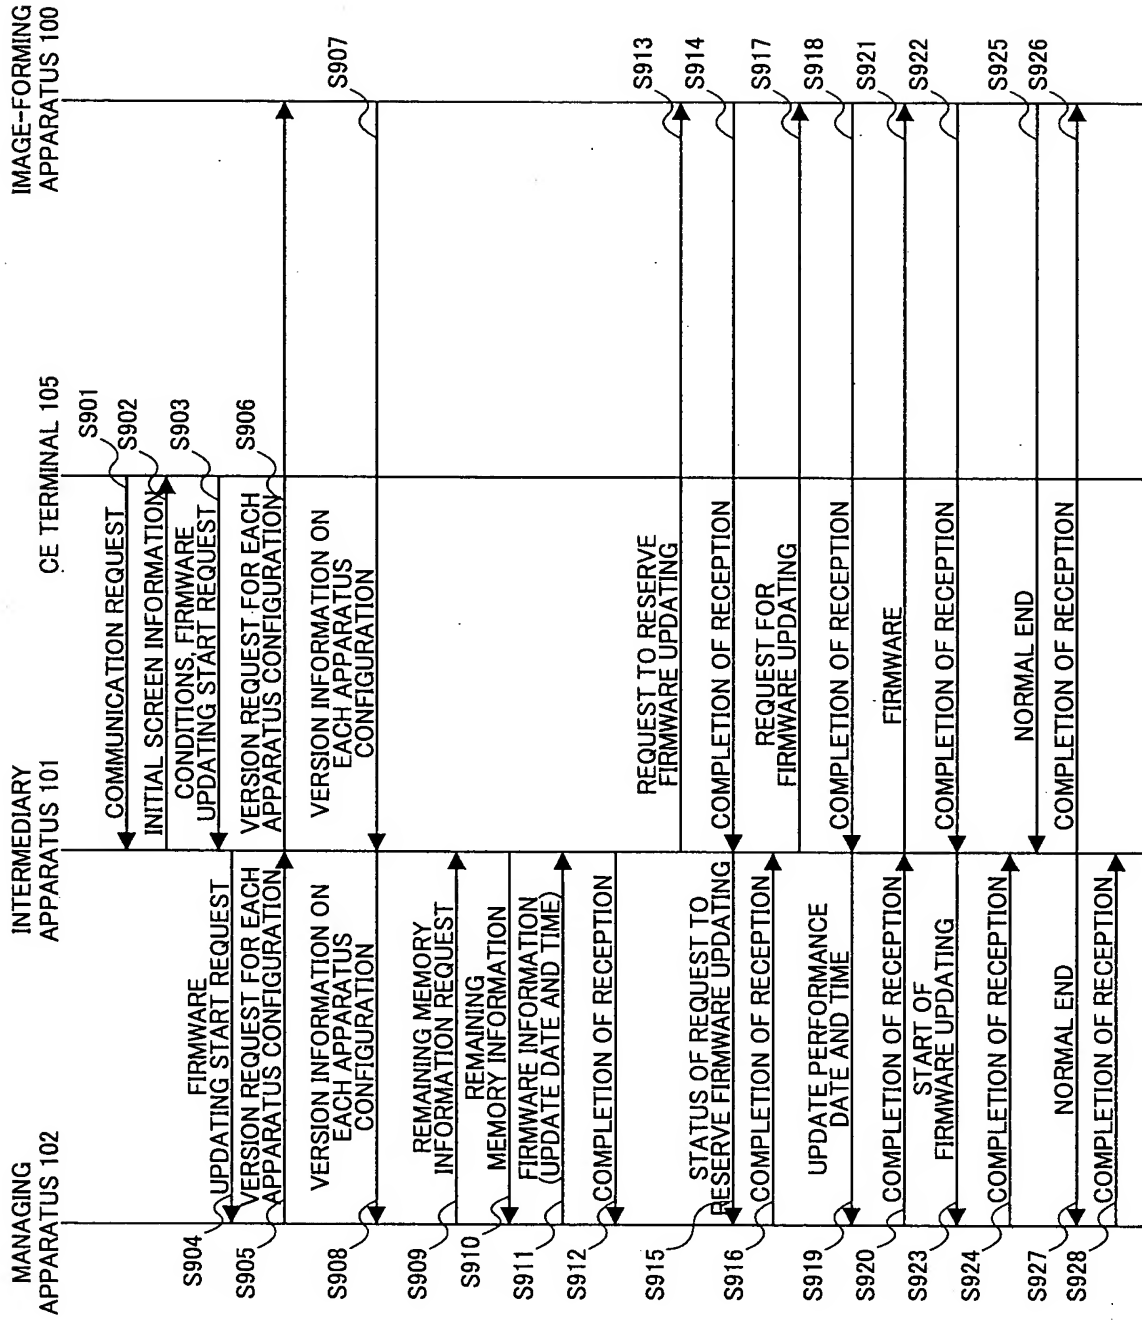 MANAGING
APPARATUS 102
INTERMEDIARY
APPARATUS 101
CE TERMINAL 105
IMAGE-FORMING
APPARATUS 100
COMMUNICATION REQUEST
S901
INITIAL SCREEN INFORMATION
S902
CONDITIONS, FIRMWARE
UPDATING START REQUEST
S903
S904
FIRMWARE
UPDATING START REQUEST
S905
VERSION REQUEST FOR EACH
APPARATUS CONFIGURATION
VERSION REQUEST FOR EACH
APPARATUS CONFIGURATION
S906
VERSION INFORMATION ON
EACH APPARATUS
CONFIGURATION
S907
S908
VERSION INFORMATION ON
EACH APPARATUS
CONFIGURATION
S909
REMAINING MEMORY
INFORMATION REQUEST
S910
REMAINING
MEMORY INFORMATION
S911
FIRMWARE INFORMATION
(UPDATE DATE AND TIME)
S912
COMPLETION OF RECEPTION
REQUEST TO RESERVE
FIRMWARE UPDATING
S913
COMPLETION OF RECEPTION
S914
S915
STATUS OF REQUEST TO
RESERVE FIRMWARE UPDATING
S916
COMPLETION OF RECEPTION
REQUEST FOR
FIRMWARE UPDATING
S917
COMPLETION OF RECEPTION
S918
S919
UPDATE PERFORMANCE
DATE AND TIME
S920
COMPLETION OF RECEPTION
FIRMWARE
S921
COMPLETION OF RECEPTION
S922
S923
START OF
FIRMWARE UPDATING
S924
COMPLETION OF RECEPTION
NORMAL END
S925
COMPLETION OF RECEPTION
S926
S927
NORMAL END
S928
COMPLETION OF RECEPTION